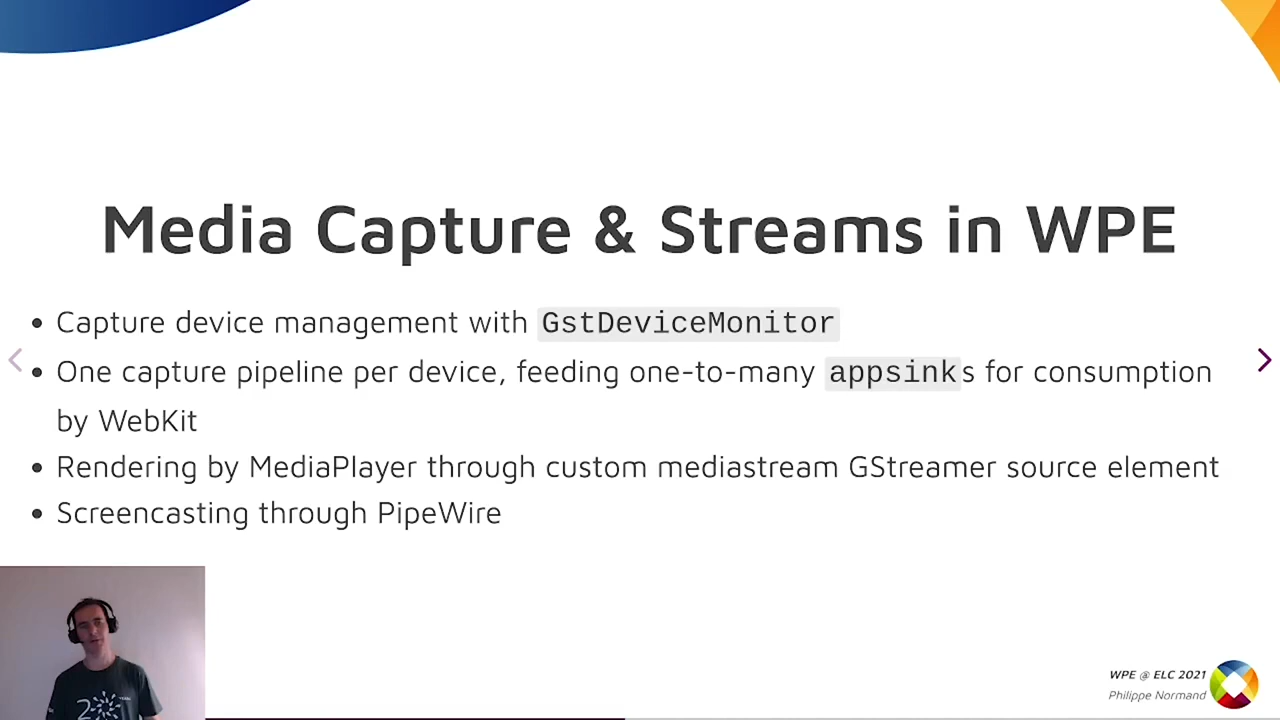 Media Capture & Streams in WPE
• Capture device management with GstDeviceMonitor
• One capture pipeline per device, feeding one-to-many appsinks for consumption
by WebKit
• Rendering by MediaPlayer through custom mediastream GStreamer source element
• Screencasting through PipeWire
20
WPE @ ELC 2021
Philippe Normand